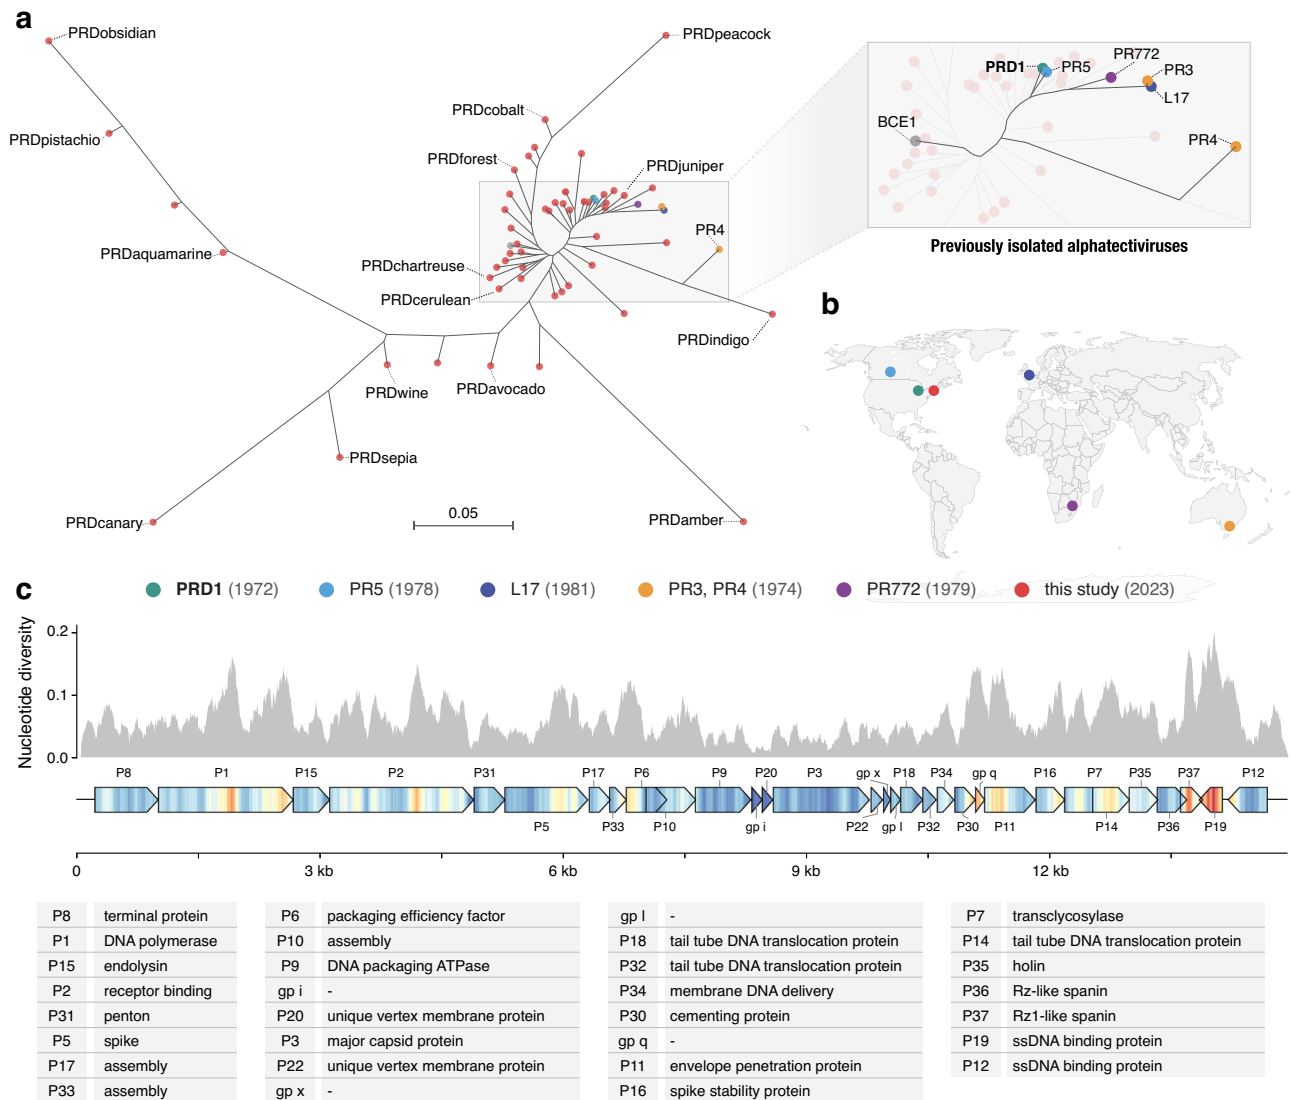 a
PRDobsidian
PRDpeacock
PRDcobalt
PRDpistachio
PRDforest
PRDjuniper
PR4
PRDaquamarine
PRDchartreuse
PRDcerulean
PRDindigo
PRDwine
PRDavocado
PRDsepia
PRDcanary
0.05
PRDamber
PR772
PRD1
PR5
PR3
L17
BCE1
PR4
Previously isolated alphatectiviruses
b
c
PRD1 (1972)
PR5 (1978)
L17 (1981)
PR3, PR4 (1974)
PR772 (1979)
this study (2023)
Nucleotide diversity
0.2
0.1
0.0
P8 P1 P15 P2 P31 P17 P6 P9 P20 P3 gp x P18 P34 gp q P16 P7 P35 P37 P12
P5 P33 P10 gp i P22 gp l P32 P30 P11 P14 P36 P19
0 3 kb 6 kb 9 kb 12 kb
P8 terminal protein
P1 DNA polymerase
P15 endolysin
P2 receptor binding
P31 penton
P5 spike
P17 assembly
P33 assembly
P6 packaging efficiency factor
P10 assembly
P9 DNA packaging ATPase
gp i -
P20 unique vertex membrane protein
P3 major capsid protein
P22 unique vertex membrane protein
gp x -
gp l -
P18 tail tube DNA translocation protein
P32 tail tube DNA translocation protein
P34 membrane DNA delivery
P30 cementing protein
gp q -
P11 envelope penetration protein
P16 spike stability protein
P7 transclycosylase
P14 tail tube DNA translocation protein
P35 holin
P36 Rz-like spanin
P37 Rz1-like spanin
P19 ssDNA binding protein
P12 ssDNA binding protein